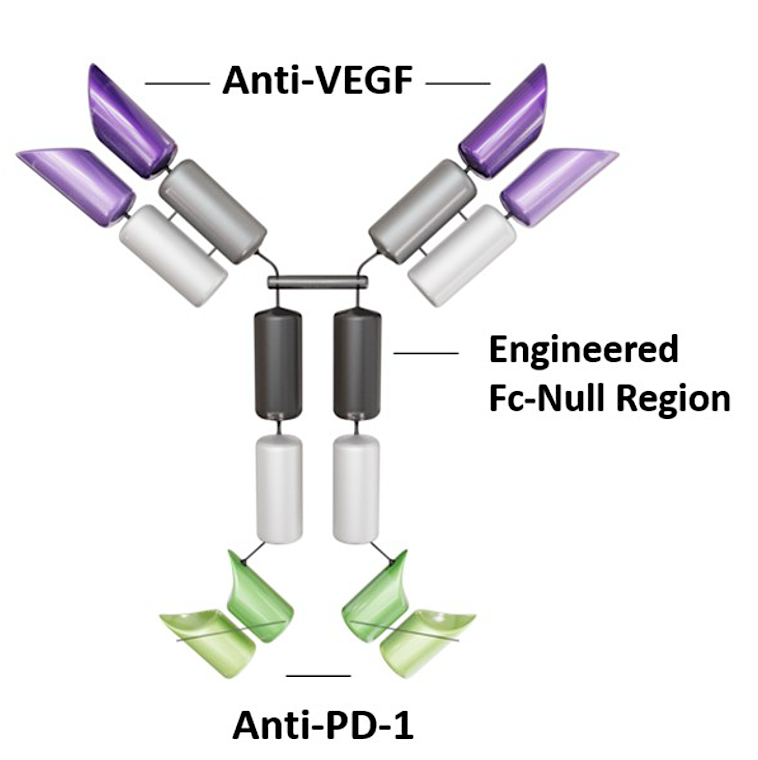 Anti-VEGF
Engineered
Fc-Null Region
Anti-PD-1